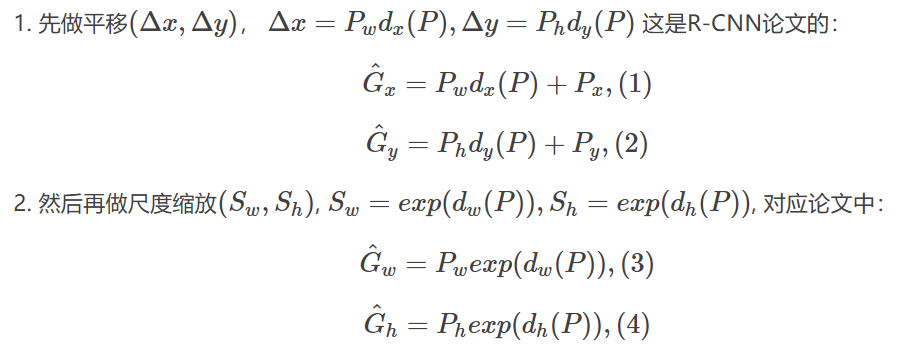 1. 先做平移$(\Delta x, \Delta y)$， $\Delta x = P_w d_x(P), \Delta y = P_h d_y(P)$ 这是R-CNN论文的：
$\hat{G}_x = P_w d_x(P) + P_x, (1)$
$\hat{G}_y = P_h d_y(P) + P_y, (2)$
2. 然后再做尺度缩放$(S_w, S_h)$, $S_w = exp(d_w(P)), S_h = exp(d_h(P))$, 对应论文中：
$\hat{G}_w = P_w exp(d_w(P)), (3)$
$\hat{G}_h = P_h exp(d_h(P)), (4)$